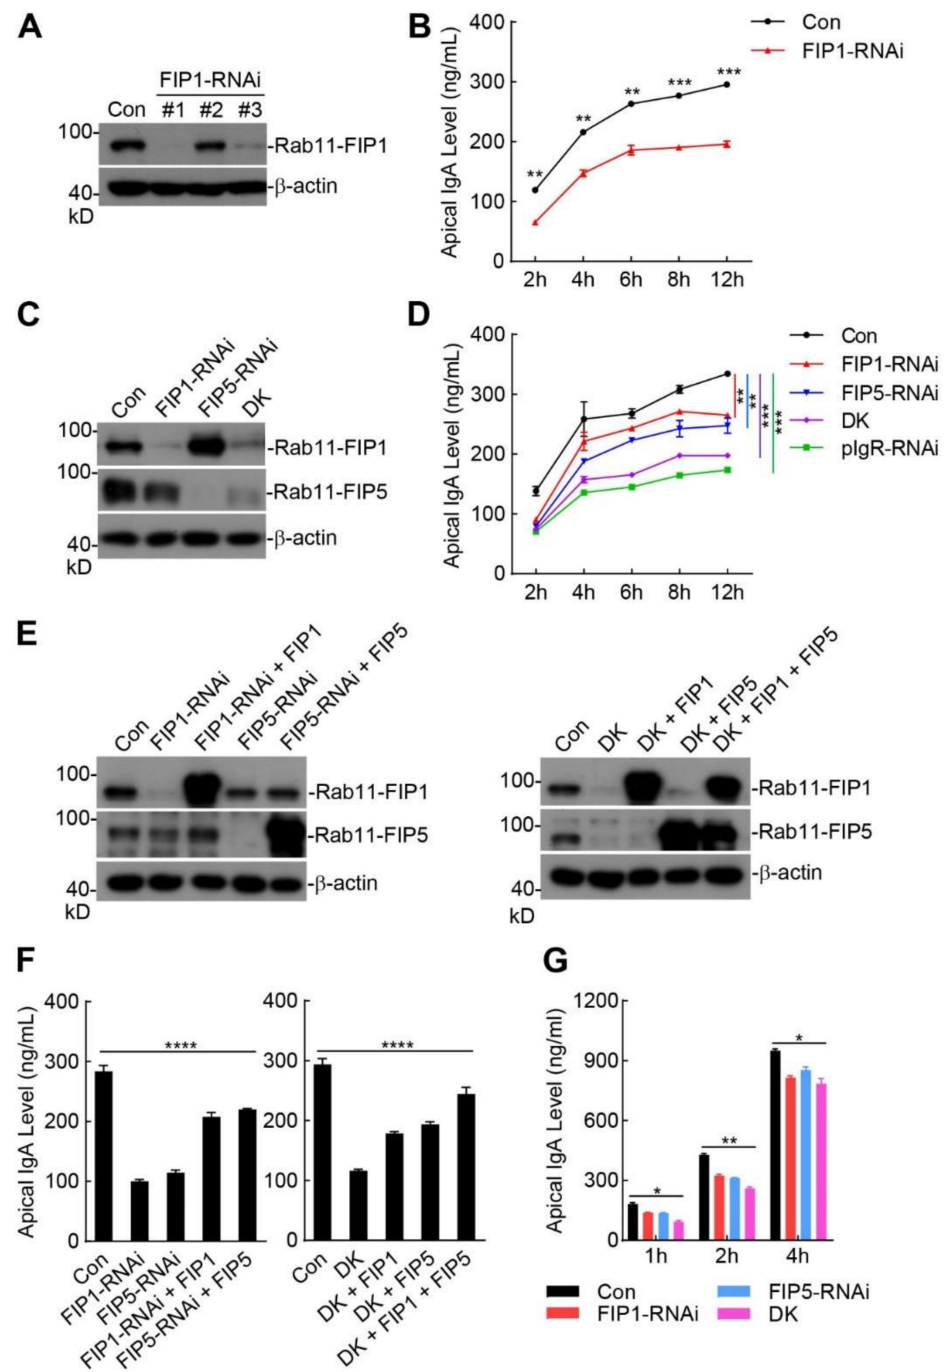 A
FIP1-RNAi
Con #1 #2 #3
100
-Rab11-FIP1
40
-β-actin
kD
B
Apical IgA Level (ng/mL)
400
300
200
100
0
** ** ** *** ***
2h 4h 6h 8h 12h
Con
FIP1-RNAi
C
Con FIP1-RNAi FIP5-RNAi DK
100
-Rab11-FIP1
100
-Rab11-FIP5
40
-β-actin
kD
D
Apical IgA Level (ng/mL)
400
300
200
100
0
2h 4h 6h 8h 12h
** ** *** ***
Con
FIP1-RNAi
FIP5-RNAi
DK
pIgR-RNAi
E
Con FIP1-RNAi FIP1-RNAi + FIP1 FIP5-RNAi FIP5-RNAi + FIP5
100
-Rab11-FIP1
100
-Rab11-FIP5
40
-β-actin
kD
Con DK DK + FIP1 DK + FIP5 DK + FIP1 + FIP5
100
-Rab11-FIP1
100
-Rab11-FIP5
40
-β-actin
kD
F
Apical IgA Level (ng/mL)
400
300
200
100
0
****
Con FIP1-RNAi FIP5-RNAi FIP1-RNAi + FIP1 FIP5-RNAi + FIP5
400
300
200
100
0
****
Con DK DK + FIP1 DK + FIP5 DK + FIP1 + FIP5
G
Apical IgA Level (ng/ml)
1200
900
600
300
0
* ** *
1h 2h 4h
Con FIP5-RNAi
FIP1-RNAi DK